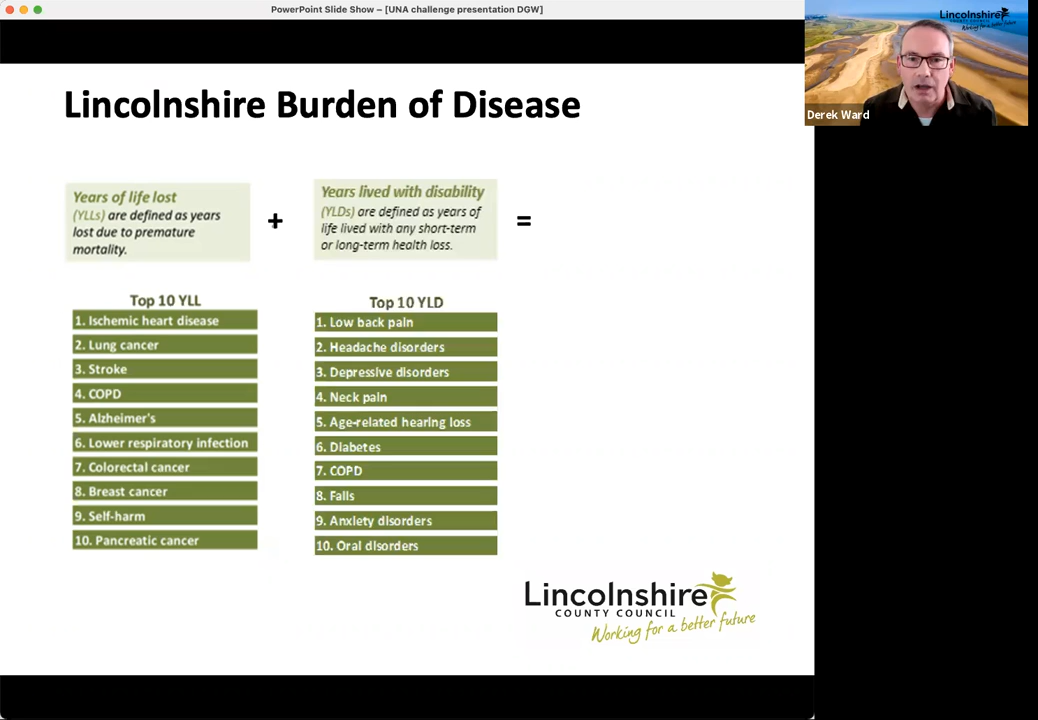 PowerPoint Slide Show – [UNA challenge presentation DGW]
Lincolnshire
COUNTY COUNCIL
Working for a better future
Derek Ward
Lincolnshire Burden of Disease
Years of life lost
(YLLs) are defined as years
lost due to premature
mortality.
+
Years lived with disability
(YLDs) are defined as years of
life lived with any short-term
or long-term health loss.
=
Top 10 YLL
1. Ischemic heart disease
2. Lung cancer
3. Stroke
4. COPD
5. Alzheimer's
6. Lower respiratory infection
7. Colorectal cancer
8. Breast cancer
9. Self-harm
10. Pancreatic cancer
Top 10 YLD
1. Low back pain
2. Headache disorders
3. Depressive disorders
4. Neck pain
5. Age-related hearing loss
6. Diabetes
7. COPD
8. Falls
9. Anxiety disorders
10. Oral disorders
Lincolnshire
COUNTY COUNCIL
Working for a better future